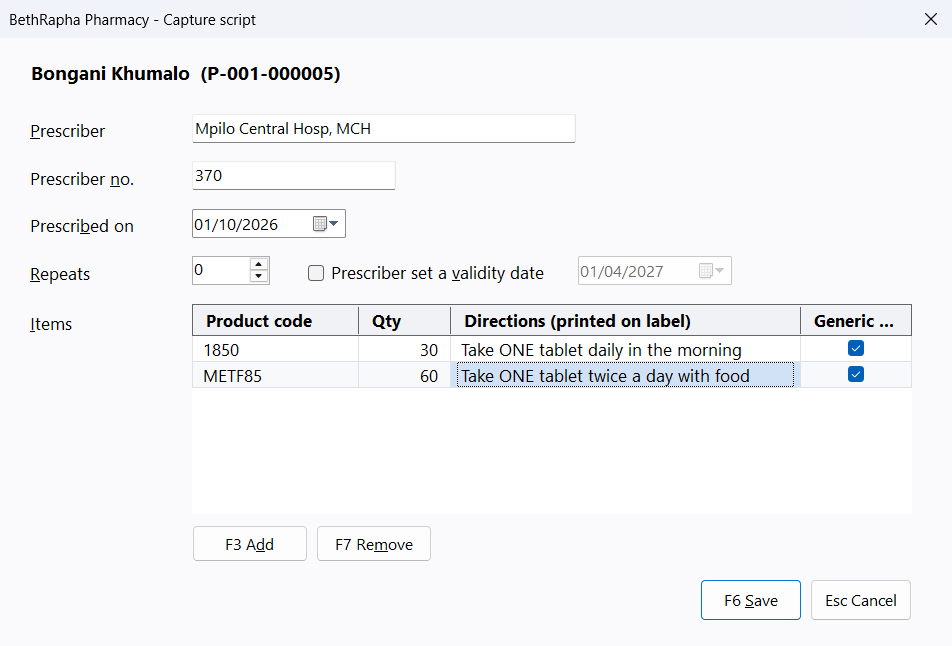 BethRapha Pharmacy - Capture script
Bongani Khumalo (P-001-000005)
Prescriber Mpilo Central Hosp, MCH
Prescriber no. 370
Prescribed on 01/10/2026
Repeats 0 Prescriber set a validity date 01/04/2027
Items Product code Qty Directions (printed on label) Generic ...
1850 30 Take ONE tablet daily in the morning
METF85 60 Take ONE tablet twice a day with food
F3 Add F7 Remove
F6 Save Esc Cancel